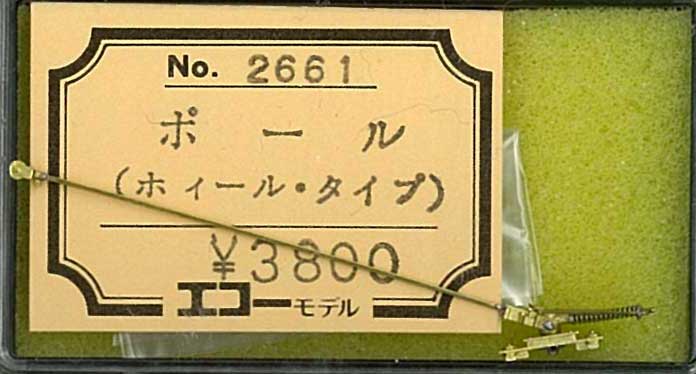 No. 2661
ポール
(ホィール・タイプ)
¥3800
エコーモデル